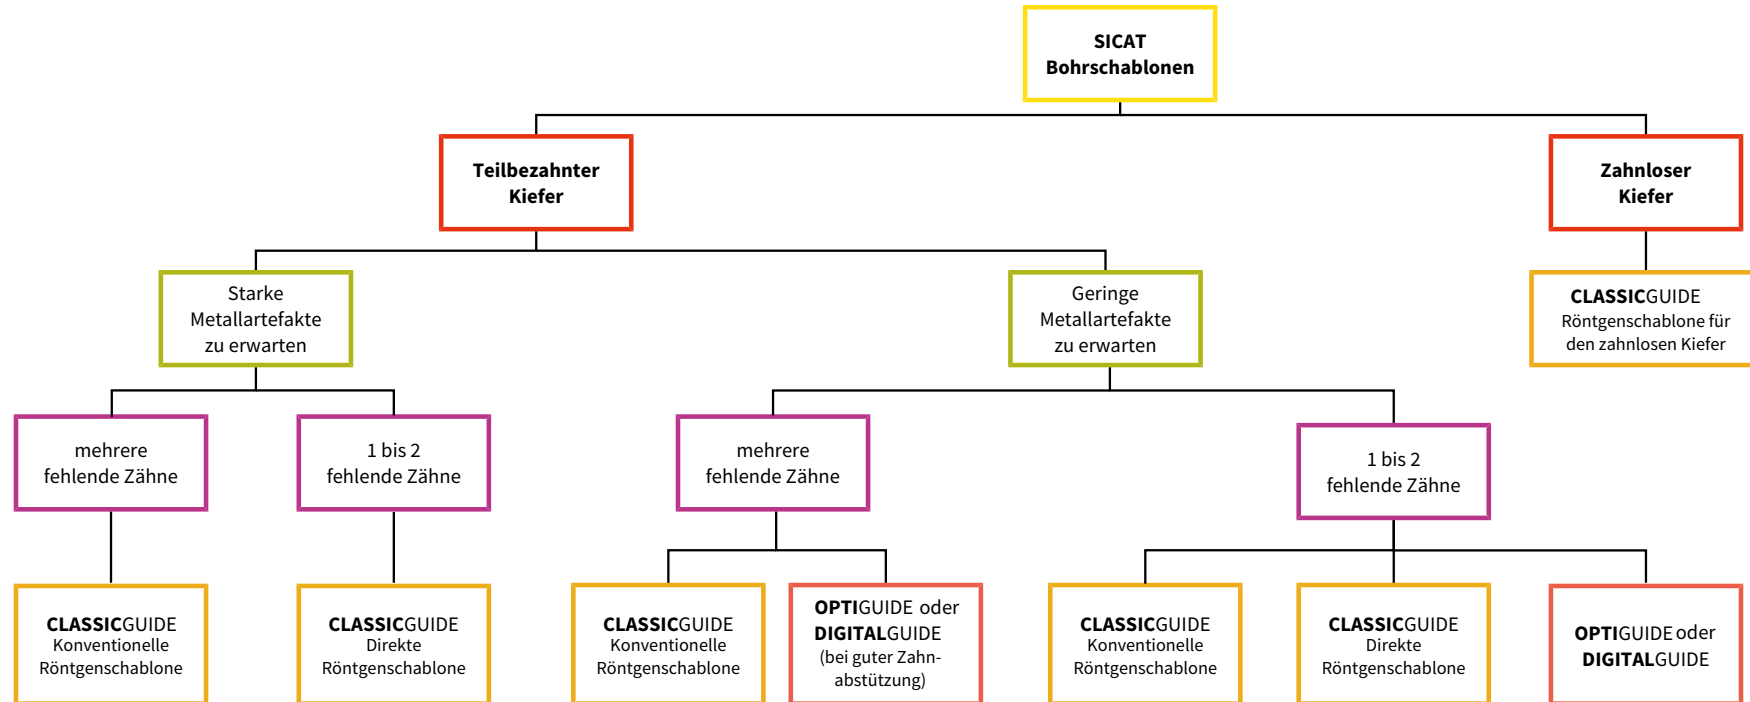 SICAT
Bohrschablonen
Teilbezahnter
Kiefer
Zahnloser
Kiefer
Starke
Metallartefakte
zu erwarten
Geringe
Metallartefakte
zu erwarten
CLASSICGUIDE
Röntgenschablone für
den zahnlosen Kiefer
mehrere
fehlende Zähne
1 bis 2
fehlende Zähne
mehrere
fehlende Zähne
1 bis 2
fehlende Zähne
CLASSICGUIDE
Konventionelle
Röntgenschablone
CLASSICGUIDE
Direkte
Röntgenschablone
CLASSICGUIDE
Konventionelle
Röntgenschablone
OPTIGUIDE oder
DIGITALGUIDE
(bei guter Zahn-
abstützung)
CLASSICGUIDE
Konventionelle
Röntgenschablone
CLASSICGUIDE
Direkte
Röntgenschablone
OPTIGUIDE oder
DIGITALGUIDE